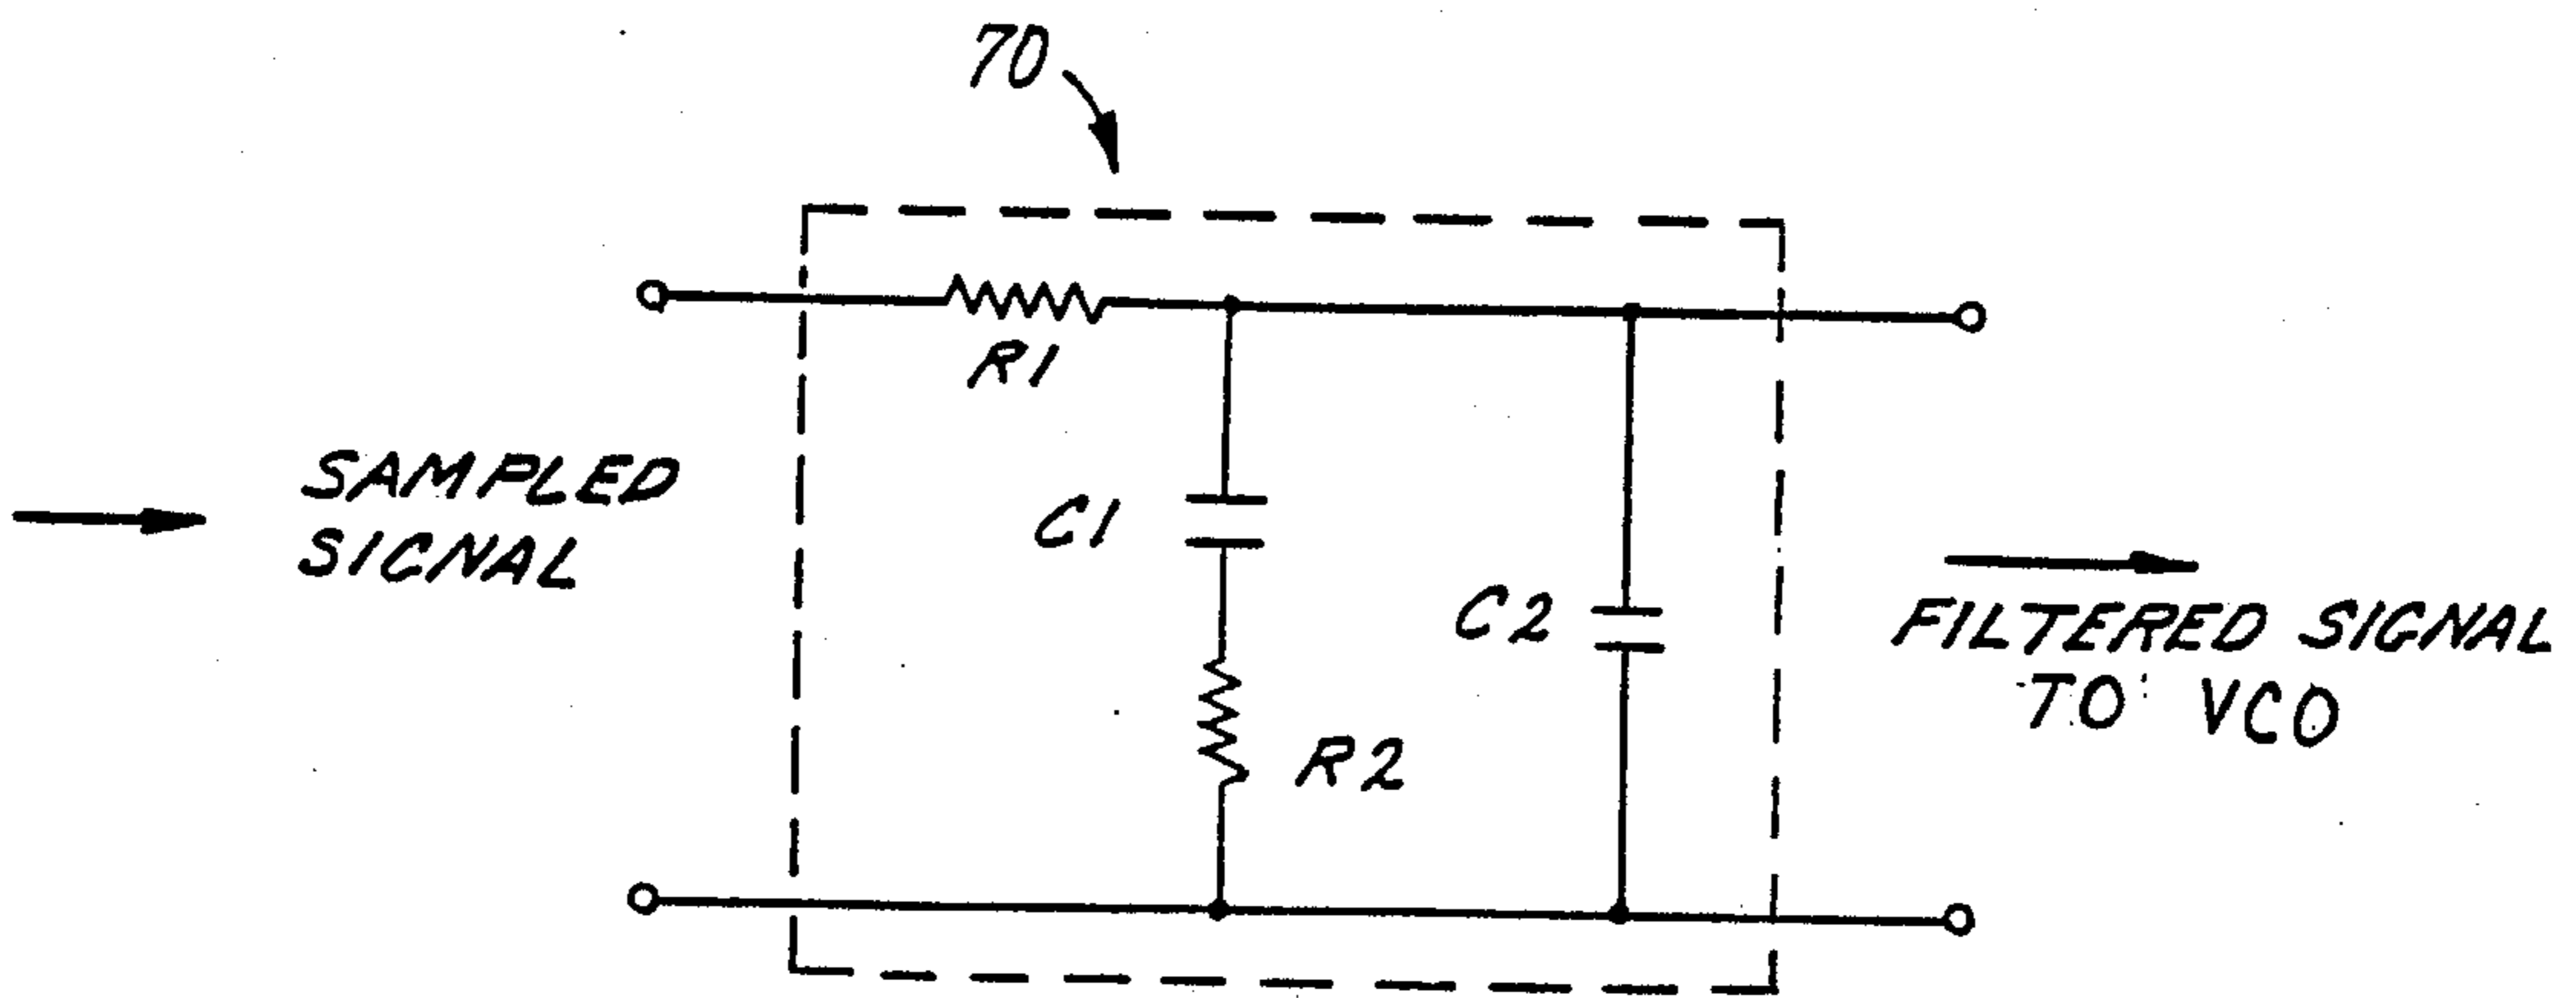 70
R1
SAMPLED
SIGNAL
C1
C2
R2
FILTERED SIGNAL
TO VCO